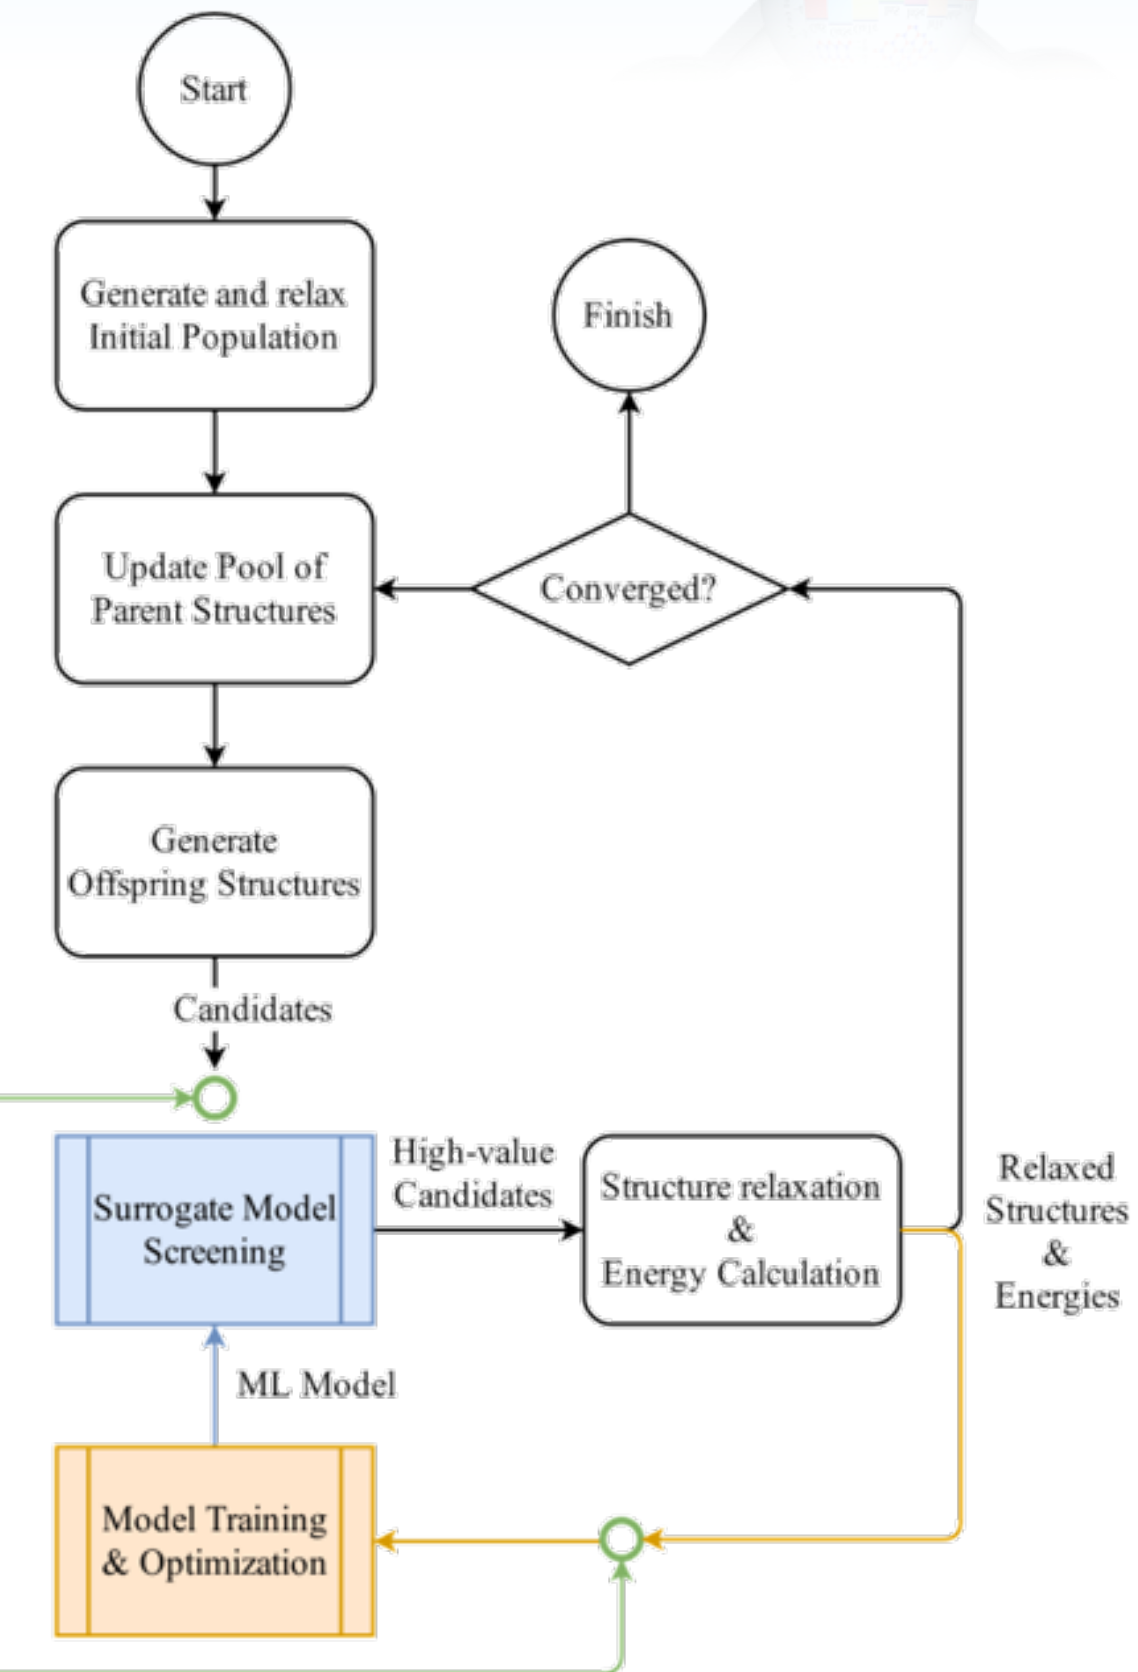 Start
Generate and relax
Initial Population
Finish
Update Pool of
Parent Structures
Converged?
Generate
Offspring Structures
Candidates
Surrogate Model
Screening
High-value
Candidates
Structure relaxation
&
Energy Calculation
Relaxed
Structures
&
Energies
ML Model
Model Training
& Optimization